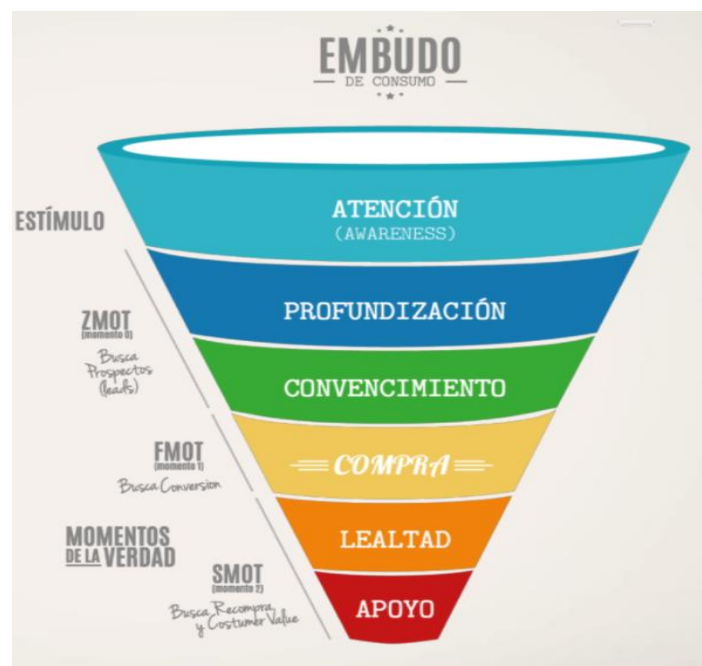 EMBUDO
DE CONSUMO
ESTÍMULO
ATENCIÓN
(AWARENESS)
PROFUNDIZACIÓN
ZMOT
(momento 0)
Busca
Prospectos
(leads)
CONVENCIMIENTO
FMOT
(momento 1)
Busca Conversion
COMPRA
MOMENTOS
DE LA VERDAD
LEALTAD
SMOT
(momento 2)
Busca Recompra
y Costumer Value
APOYO